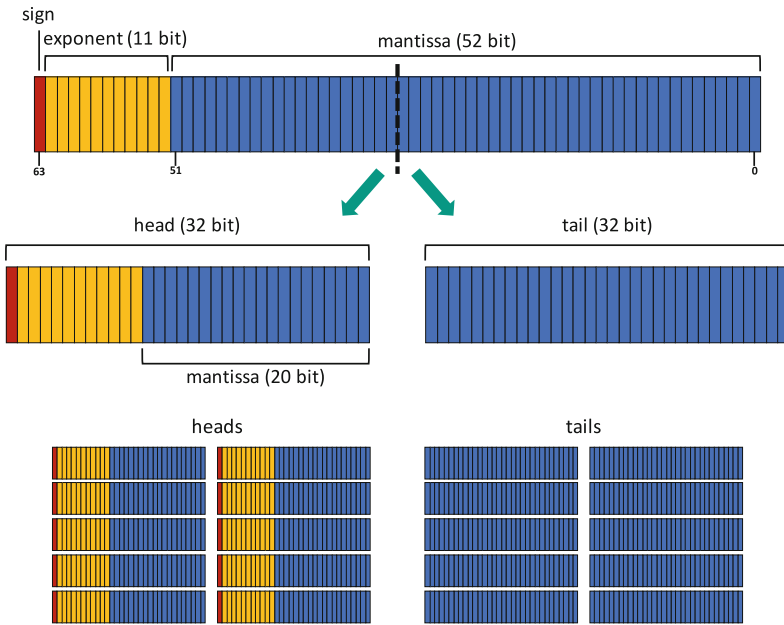 sign
exponent (11 bit)
mantissa (52 bit)
63
51
0
head (32 bit)
tail (32 bit)
mantissa (20 bit)
heads
tails